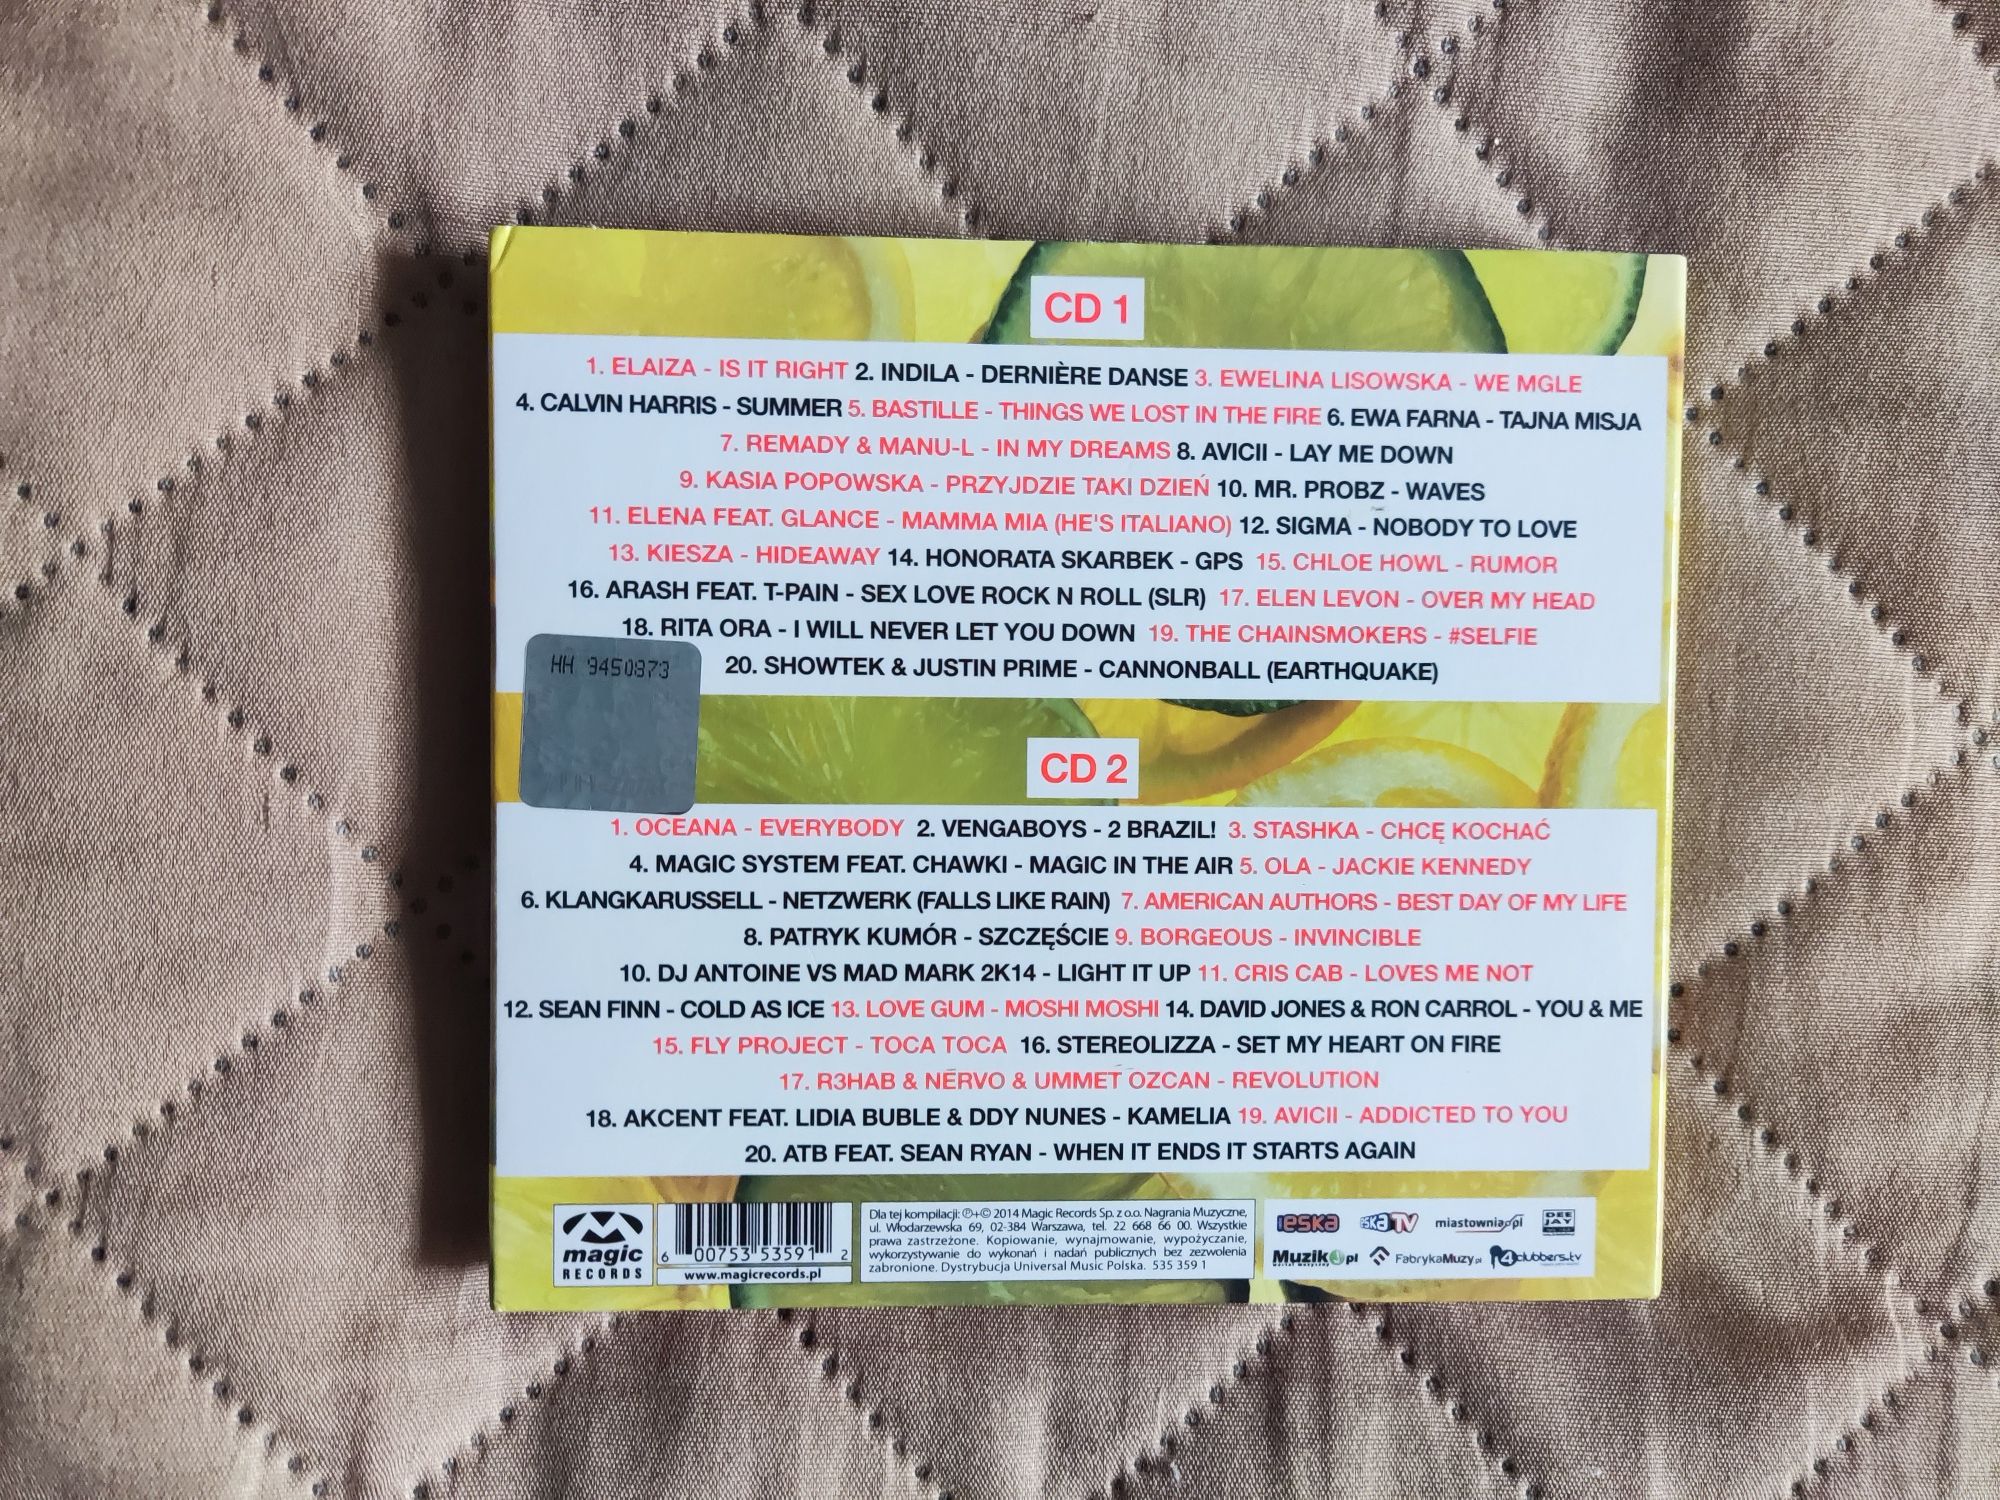 CD 1
1. ELAIZA - IS IT RIGHT 2. INDILA - DERNIÈRE DANSE 3. EWELINA LISOWSKA - WE MGLE
4. CALVIN HARRIS - SUMMER 5. BASTILLE - THINGS WE LOST IN THE FIRE 6. EWA FARNA - TAJNA MISJA
7. REMADY & MANU-L - IN MY DREAMS 8. AVICII - LAY ME DOWN
9. KASIA POPOWSKA - PRZYJDZIE TAKI DZIEŃ 10. MR. PROBZ - WAVES
11. ELENA FEAT. GLANCE - MAMMA MIA (HE'S ITALIANO) 12. SIGMA - NOBODY TO LOVE
13. KIESZA - HIDEAWAY 14. HONORATA SKARBEK - GPS 15. CHLOE HOWL - RUMOR
16. ARASH FEAT. T-PAIN - SEX LOVE ROCK N ROLL (SLR) 17. ELEN LEVON - OVER MY HEAD
18. RITA ORA - I WILL NEVER LET YOU DOWN 19. THE CHAINSMOKERS - #SELFIE
20. SHOWTEK & JUSTIN PRIME - CANNONBALL (EARTHQUAKE)
HH 9450873
CD 2
1. OCEANA - EVERYBODY 2. VENGABOYS - 2 BRAZIL! 3. STASHKA - CHCĘ KOCHAĆ
4. MAGIC SYSTEM FEAT. CHAWKI - MAGIC IN THE AIR 5. OLA - JACKIE KENNEDY
6. KLANGKARUSSELL - NETZWERK (FALLS LIKE RAIN) 7. AMERICAN AUTHORS - BEST DAY OF MY LIFE
8. PATRYK KUMÓR - SZCZĘŚCIE 9. BORGEOUS - INVINCIBLE
10. DJ ANTOINE VS MAD MARK 2K14 - LIGHT IT UP 11. CRIS CAB - LOVES ME NOT
12. SEAN FINN - COLD AS ICE 13. LOVE GUM - MOSHI MOSHI 14. DAVID JONES & RON CARROL - YOU & ME
15. FLY PROJECT - TOCA TOCA 16. STEREOLIZZA - SET MY HEART ON FIRE
17. R3HAB & NERVO & UMMET OZCAN - REVOLUTION
18. AKCENT FEAT. LIDIA BUBLE & DDY NUNES - KAMELIA 19. AVICII - ADDICTED TO YOU
20. ATB FEAT. SEAN RYAN - WHEN IT ENDS IT STARTS AGAIN
magic
RECORDS
6 00753 53591 2
www.magicrecords.pl
Dla tej kompilacji: ℗+© 2014 Magic Records Sp. z o.o. Nagrania Muzyczne,
ul. Włodarzewska 69, 02-384 Warszawa, tel. 22 668 66 00. Wszystkie
prawa zastrzeżone. Kopiowanie, wynajmowanie, wypożyczanie,
wykorzystywanie do wykonań i nadań publicznych bez zezwolenia
zabronione. Dystrybucja Universal Music Polska. 535 359 1
ESKA ESKA TV miastowniapl DEE JAY
Muzik pl FabrykaMuzy.pl 4clubbers.tv